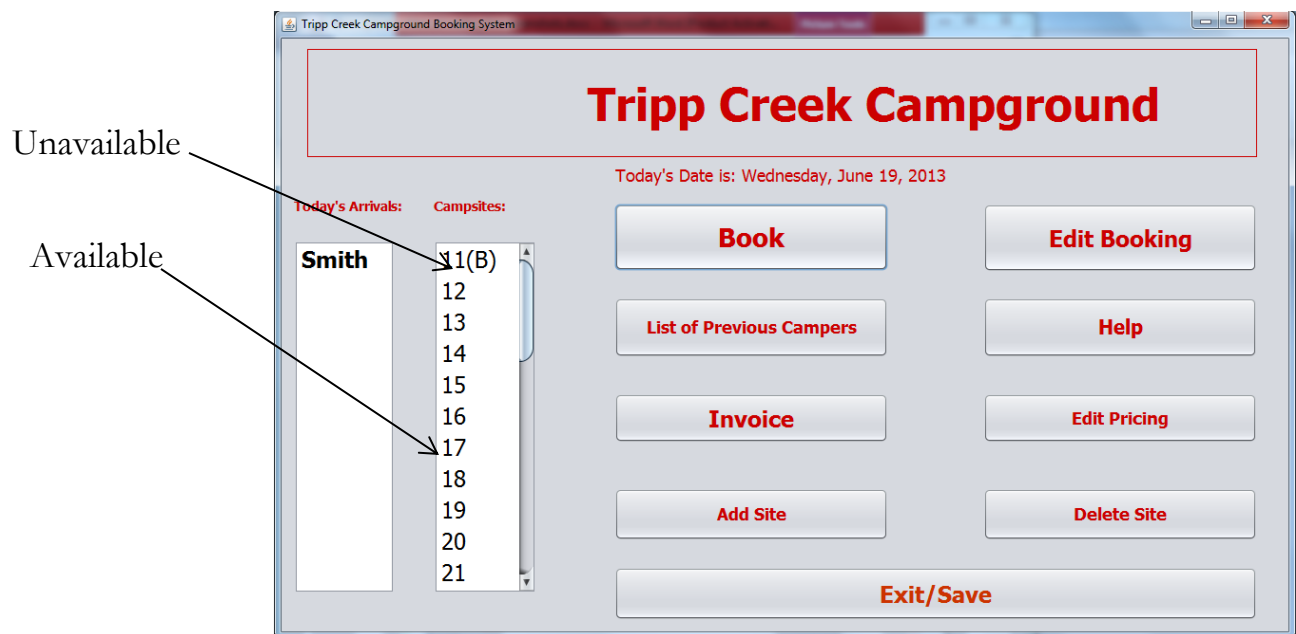 Tripp Creek Campground Booking System
Tripp Creek Campground
Unavailable
Today's Date is: Wednesday, June 19, 2013
Today's Arrivals:
Campsites:
Available
Smith
11(B)
12
13
14
15
16
17
18
19
20
21
Book
Edit Booking
List of Previous Campers
Help
Invoice
Edit Pricing
Add Site
Delete Site
Exit/Save